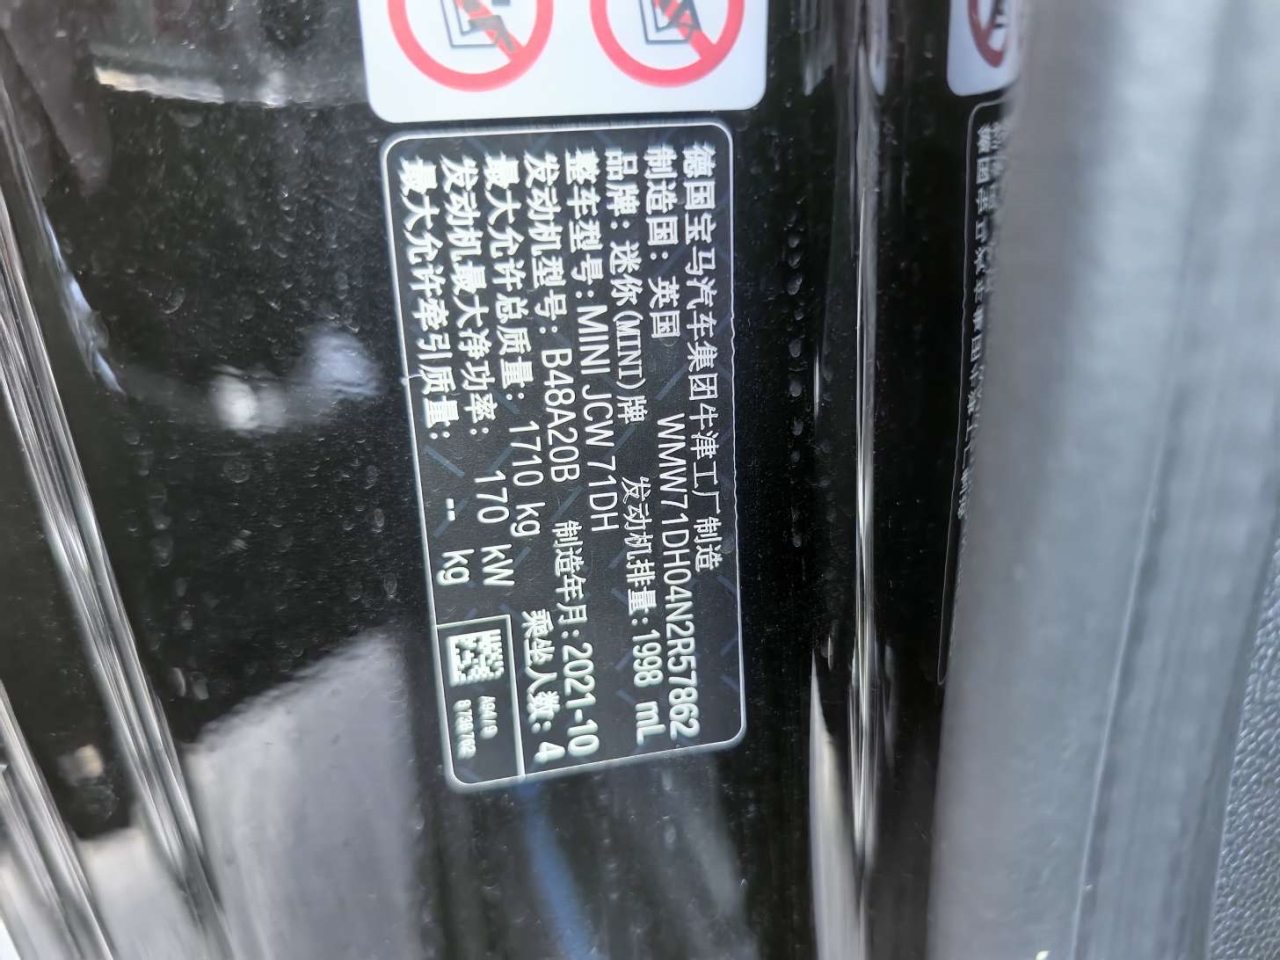 德国宝马汽车集团牛津工厂制造
制造国: 英国 WMW71DH04N2R57862
品牌: 迷你(MINI)牌 发动机排量: 1998 mL
整车型号: MINI JCW 71DH 制造年月: 2021-10
发动机型号: B48A20B 乘坐人数: 4
最大允许总质量: 1710 kg
发动机最大净功率: 170 kW
最大允许牵引质量: -- kg